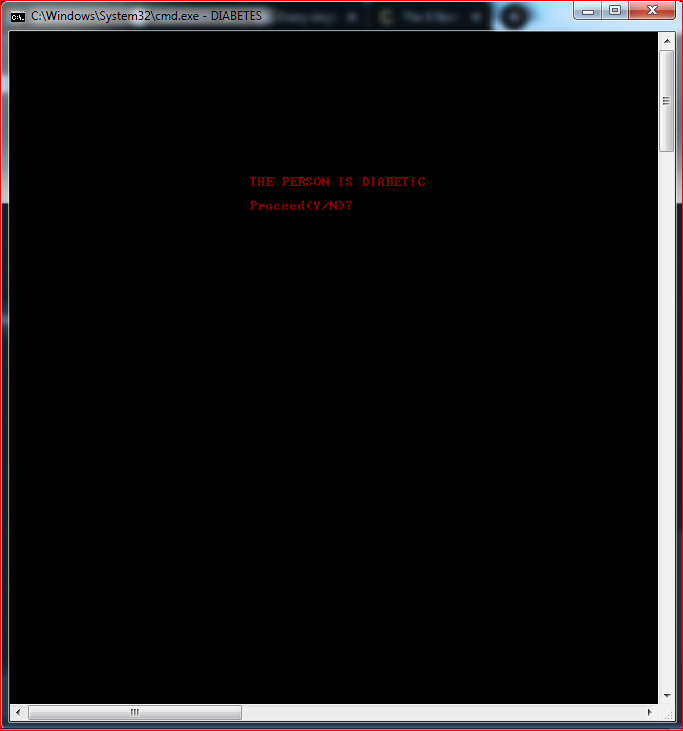 C:\Windows\System32\cmd.exe - DIABETES
THE PERSON IS DIABETIC
Proceed(Y/N)?